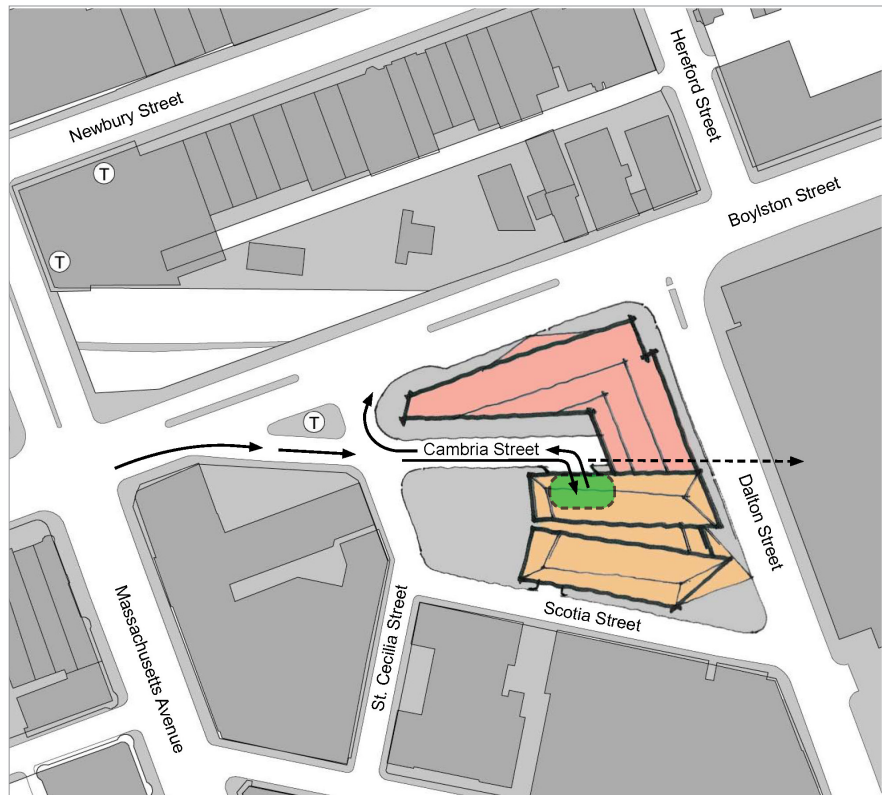 Hereford Street
Newbury Street
T
Boylston Street
T
T
Cambria Street
Dalton Street
Massachusetts Avenue
St. Cecilia Street
Scotia Street